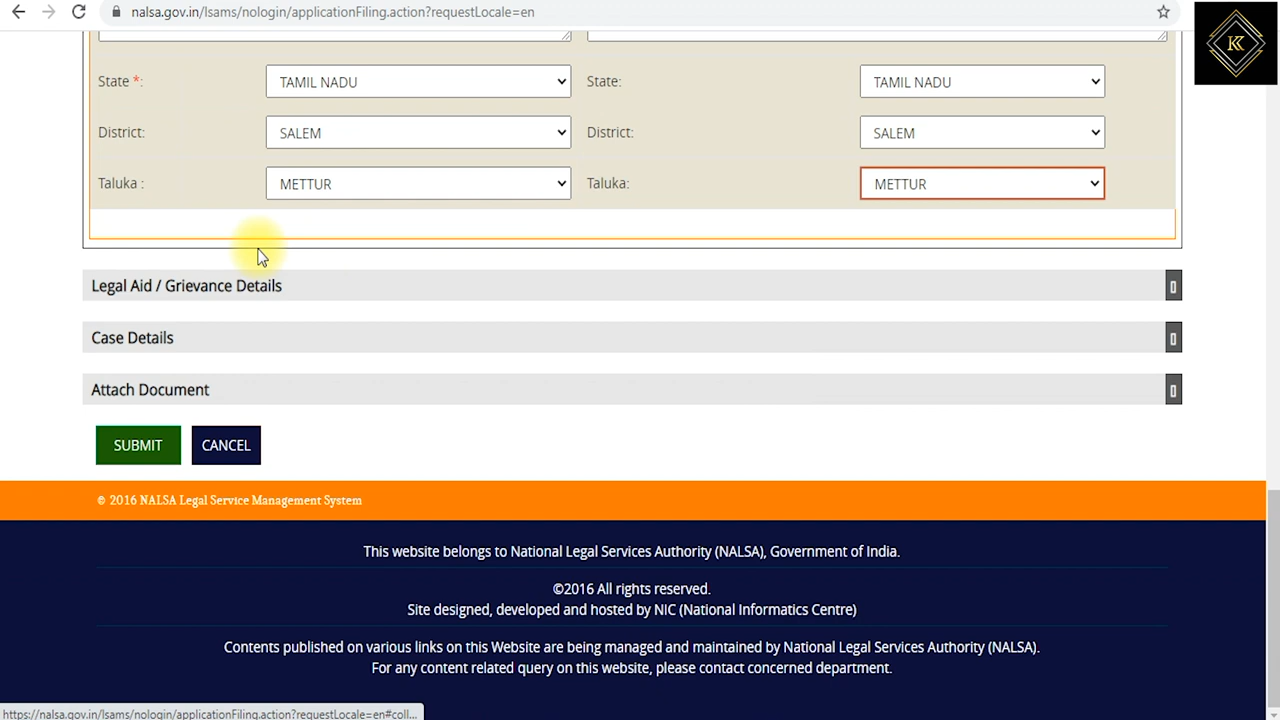 nalsa.gov.in/lsams/nologin/applicationFiling.action?requestLocale=en
K
State *: TAMIL NADU State: TAMIL NADU
District: SALEM District: SALEM
Taluka : METTUR Taluka: METTUR
Legal Aid / Grievance Details
Case Details
Attach Document
SUBMIT CANCEL
© 2016 NALSA Legal Service Management System
This website belongs to National Legal Services Authority (NALSA), Government of India.
©2016 All rights reserved.
Site designed, developed and hosted by NIC (National Informatics Centre)
Contents published on various links on this Website are being managed and maintained by National Legal Services Authority (NALSA).
For any content related query on this website, please contact concerned department.
https://nalsa.gov.in/lsams/nologin/applicationFiling.action?requestLocale=en#coll...